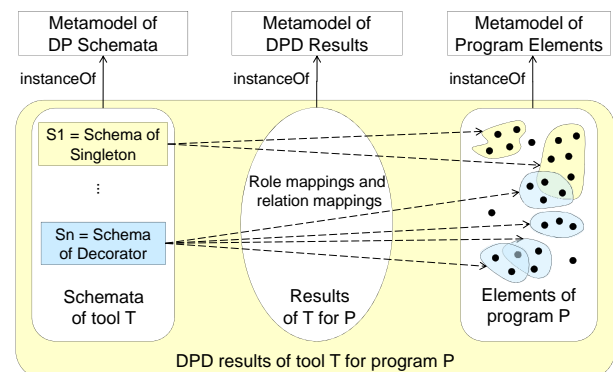 Metamodel of
DP Schemata
Metamodel of
DPD Results
Metamodel of
Program Elements
instanceOf
instanceOf
instanceOf
S1 = Schema of
Singleton
...
Sn = Schema
of Decorator
Schemata
of tool T
Role mappings and
relation mappings
Results
of T for P
Elements of
program P
DPD results of tool T for program P